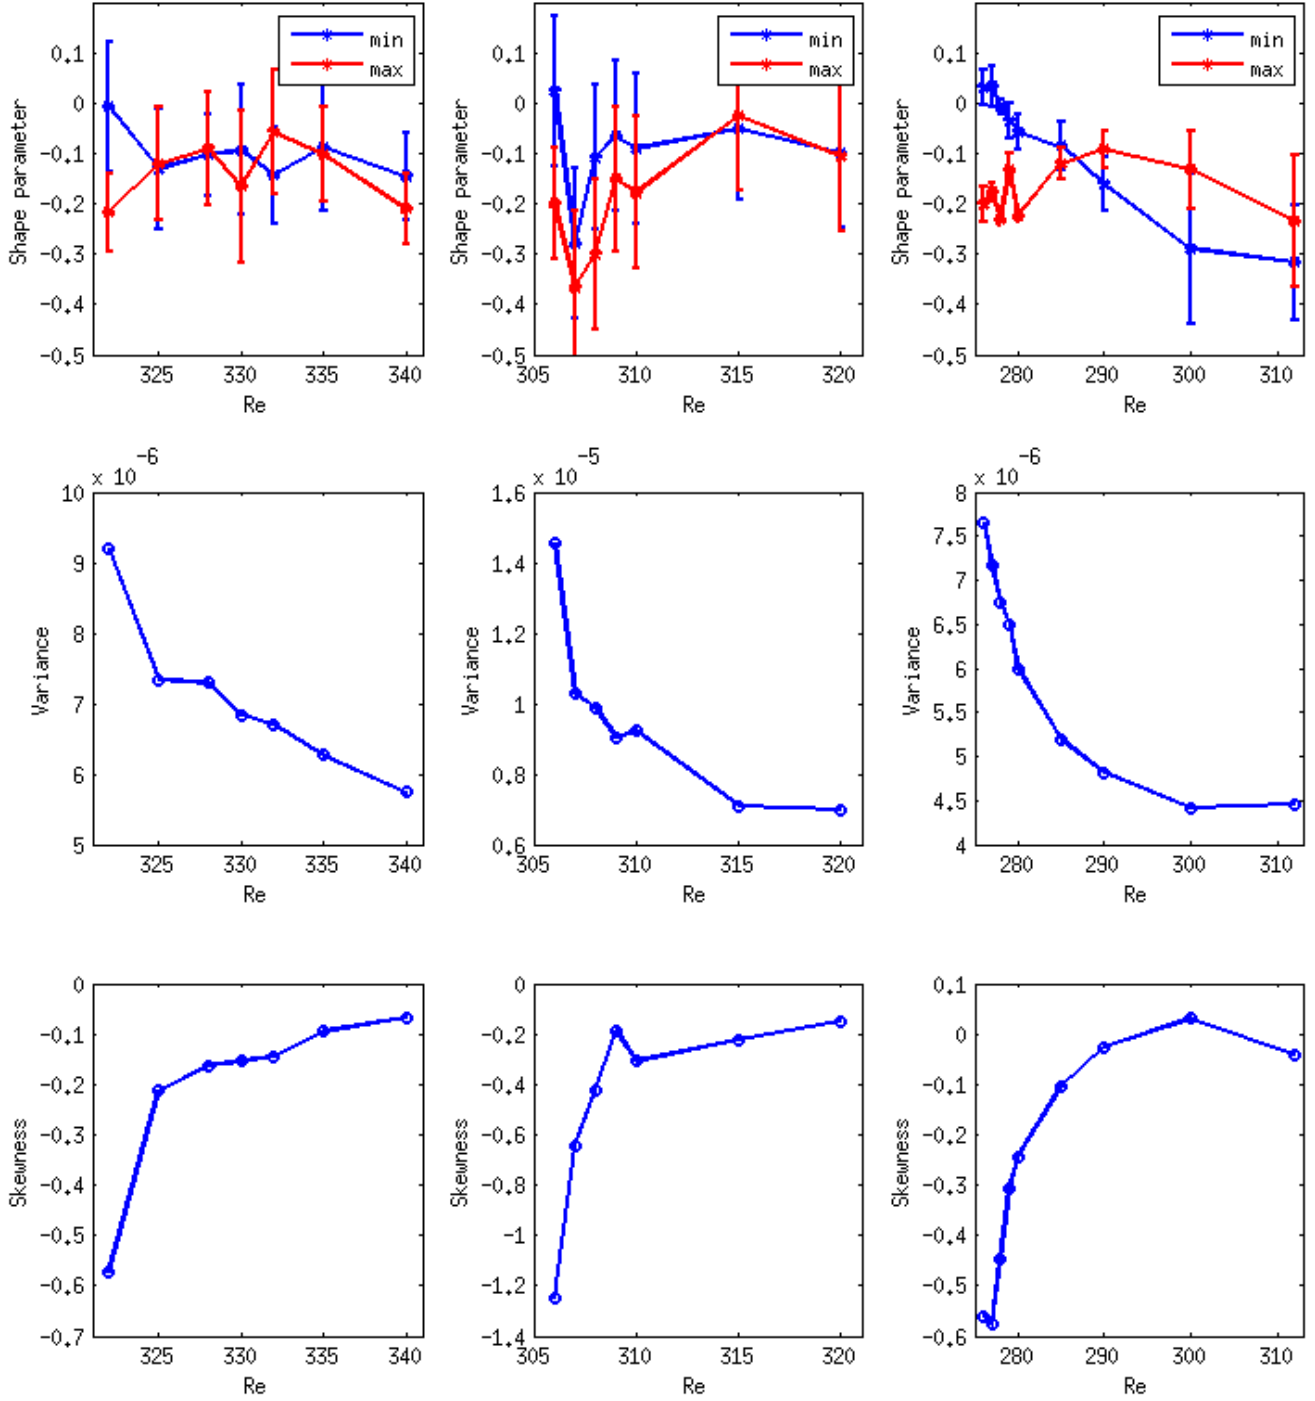 0.1
0
-0.1
-0.2
-0.3
-0.4
-0.5
Shape parameter
325 330 335 340
Re
min
max
0.1
0
-0.1
-0.2
-0.3
-0.4
-0.5
Shape parameter
305 310 315 320
Re
min
max
0.1
0
-0.1
-0.2
-0.3
-0.4
-0.5
Shape parameter
280 290 300 310
Re
min
max
x 10^-6
10
9
8
7
6
5
Variance
325 330 335 340
Re
x 10^-5
1.6
1.4
1.2
1
0.8
0.6
Variance
305 310 315 320
Re
x 10^-6
8
7.5
7
6.5
6
5.5
5
4.5
4
Variance
280 290 300 310
Re
0
-0.1
-0.2
-0.3
-0.4
-0.5
-0.6
-0.7
Skewness
325 330 335 340
Re
0
-0.2
-0.4
-0.6
-0.8
-1
-1.2
-1.4
Skewness
305 310 315 320
Re
0.1
0
-0.1
-0.2
-0.3
-0.4
-0.5
-0.6
Skewness
280 290 300 310
Re